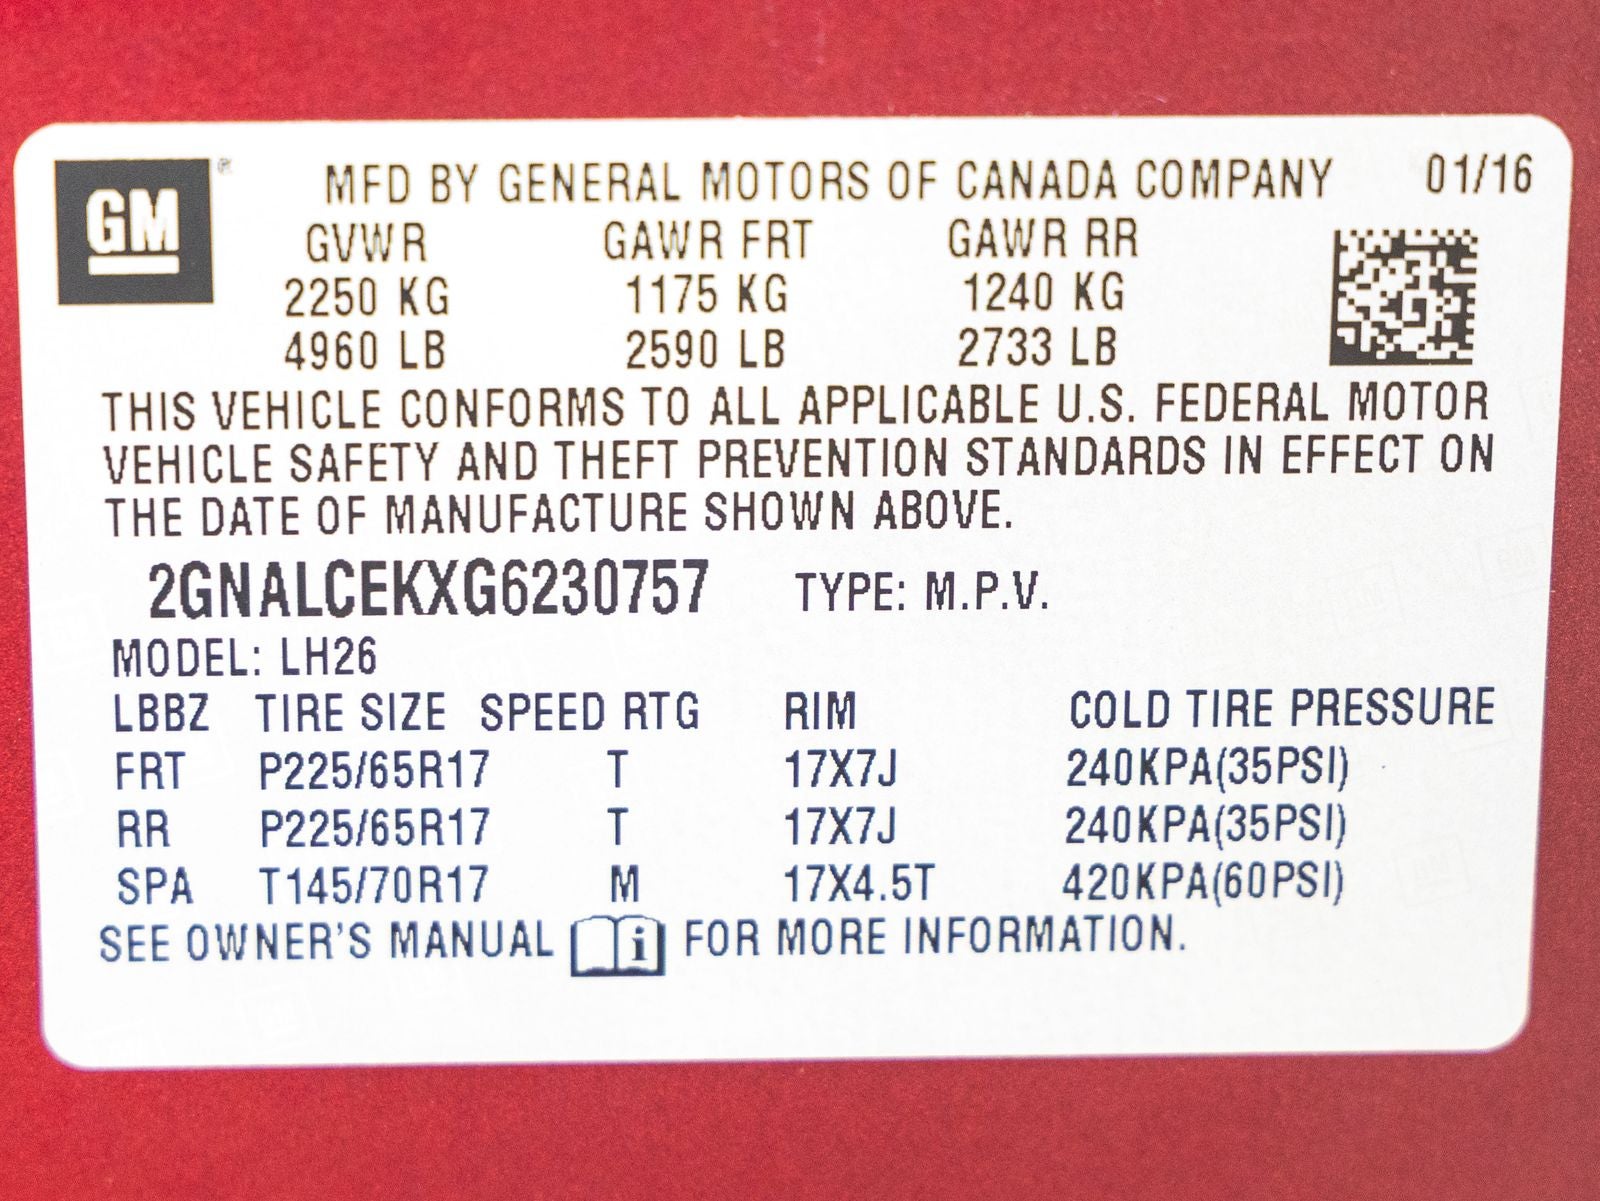 GM ®
MFD BY GENERAL MOTORS OF CANADA COMPANY 01/16
GVWR GAWR FRT GAWR RR
2250 KG 1175 KG 1240 KG
4960 LB 2590 LB 2733 LB
THIS VEHICLE CONFORMS TO ALL APPLICABLE U.S. FEDERAL MOTOR
VEHICLE SAFETY AND THEFT PREVENTION STANDARDS IN EFFECT ON
THE DATE OF MANUFACTURE SHOWN ABOVE.
2GNALCEKXG6230757 TYPE: M.P.V.
MODEL: LH26
LBBZ TIRE SIZE SPEED RTG RIM COLD TIRE PRESSURE
FRT P225/65R17 T 17X7J 240KPA(35PSI)
RR P225/65R17 T 17X7J 240KPA(35PSI)
SPA T145/70R17 M 17X4.5T 420KPA(60PSI)
SEE OWNER'S MANUAL i FOR MORE INFORMATION.